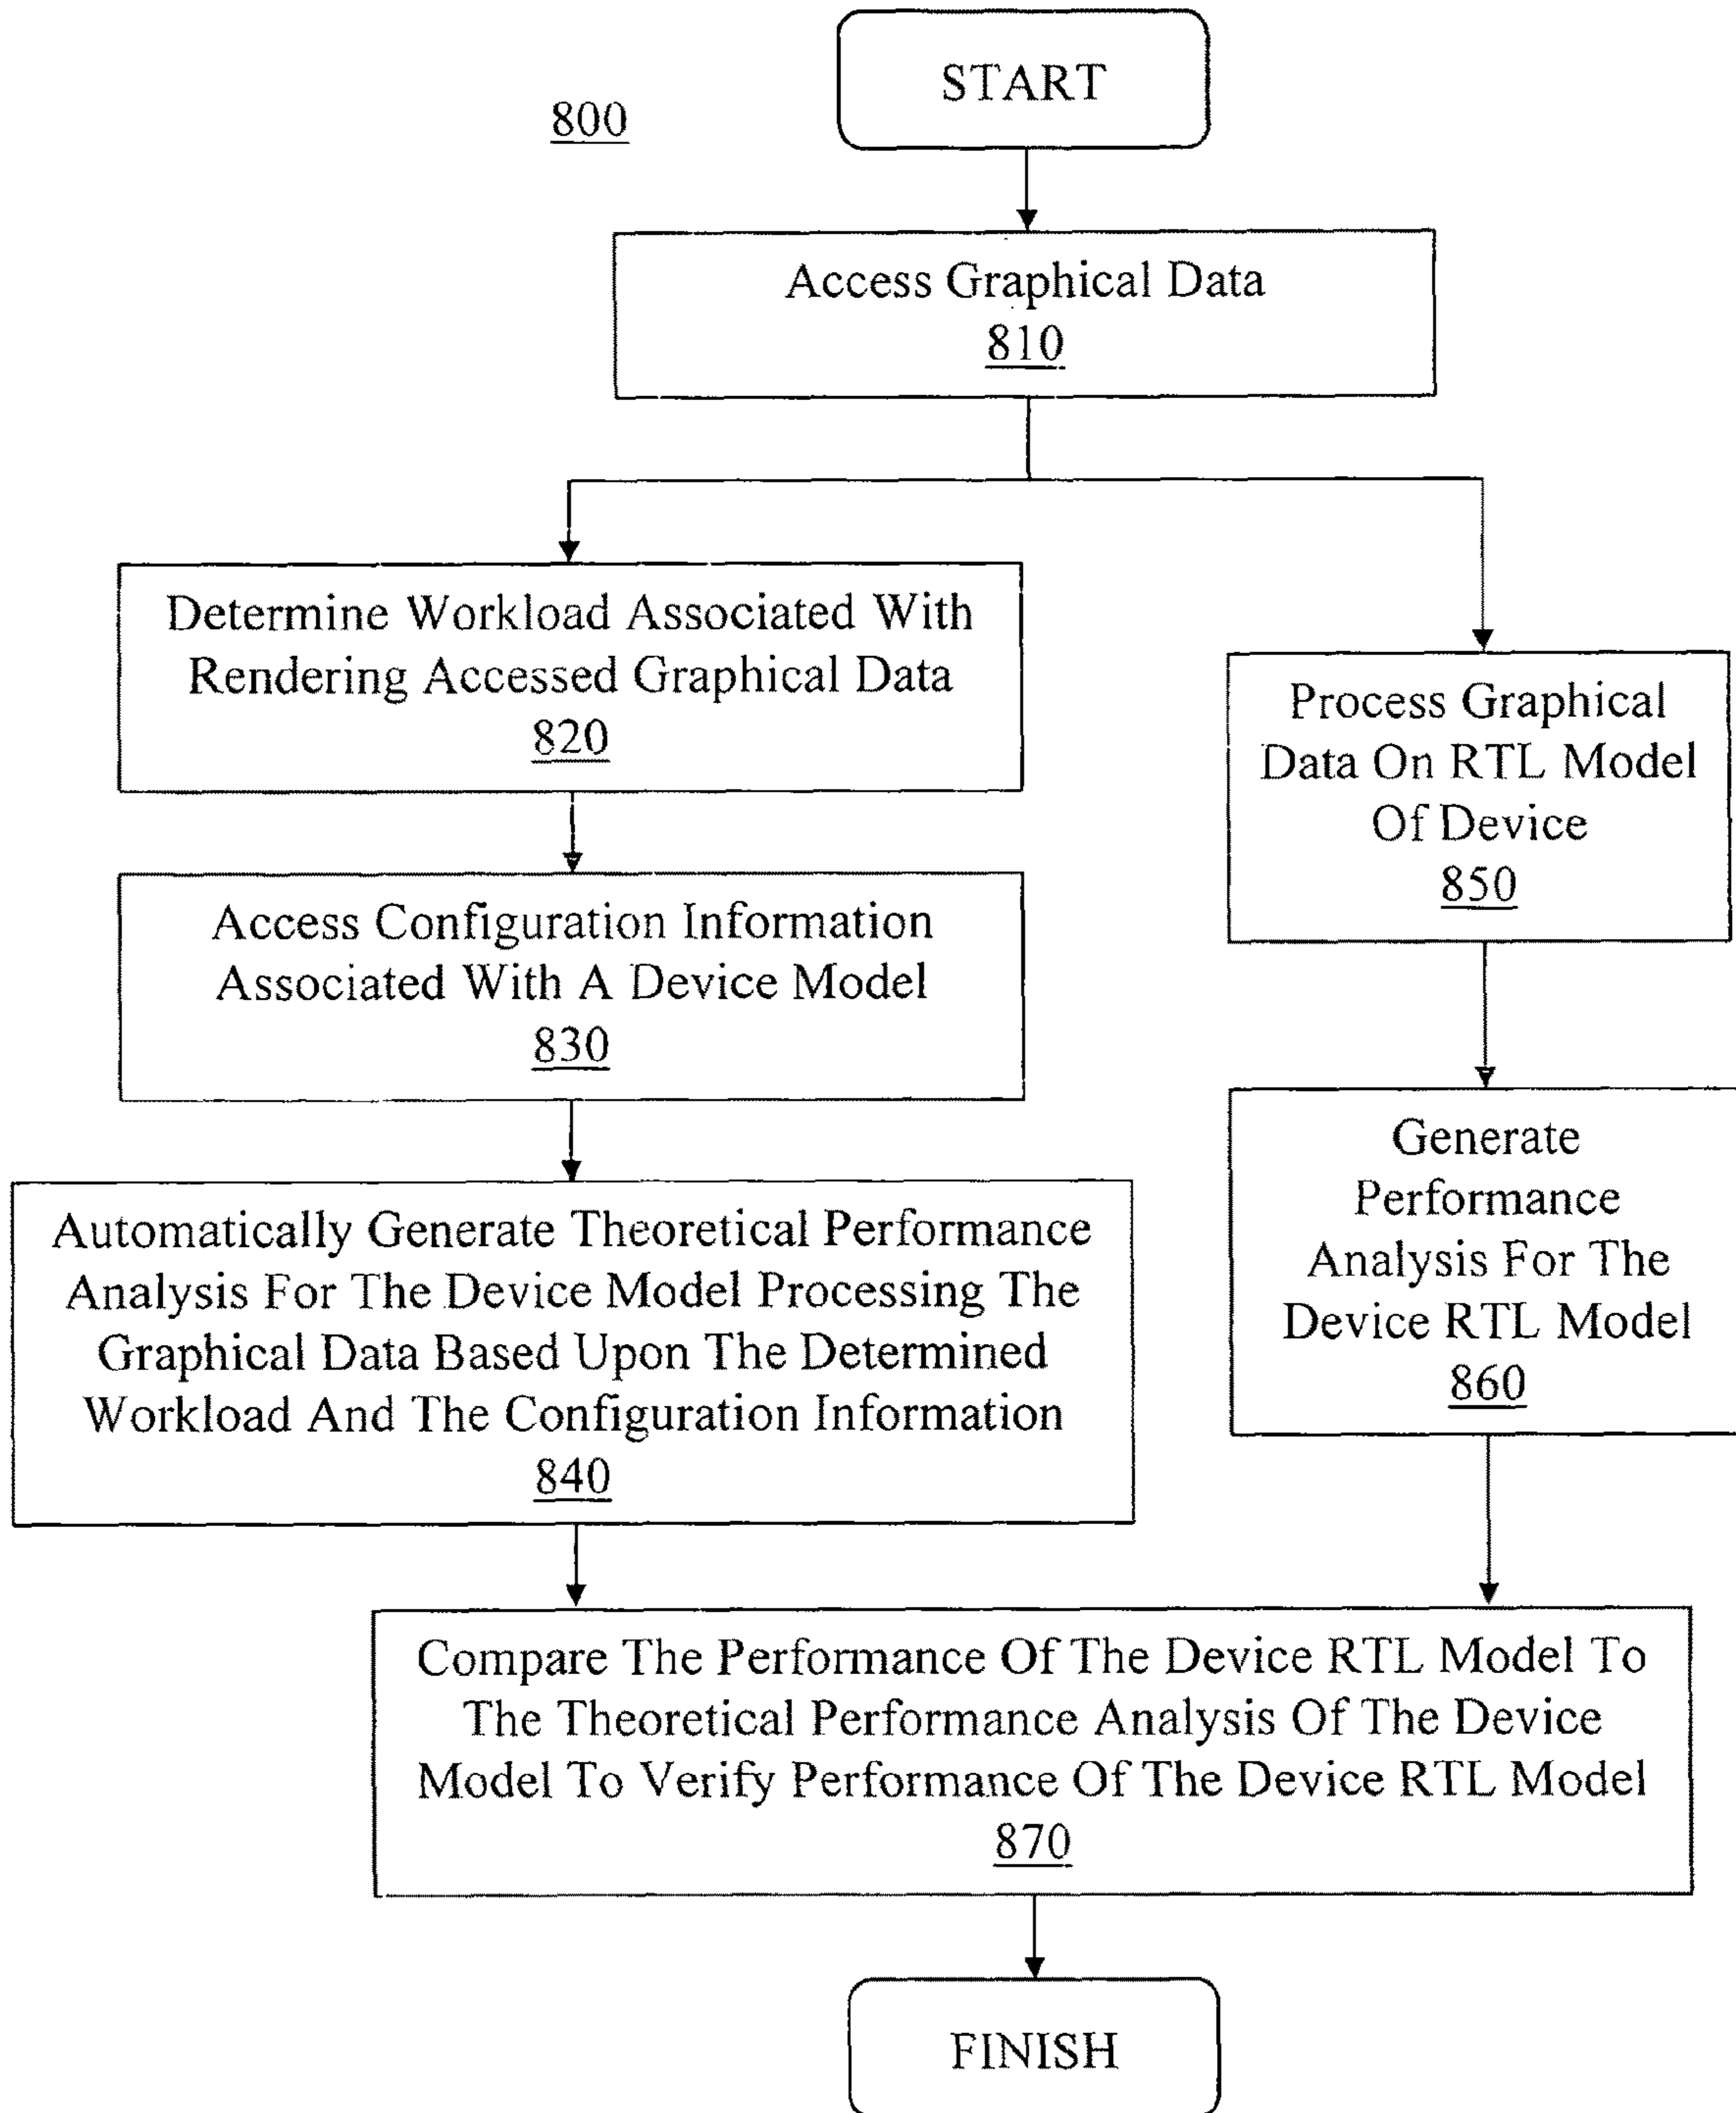 START
800
Access Graphical Data
810
Determine Workload Associated With
Rendering Accessed Graphical Data
820
Access Configuration Information
Associated With A Device Model
830
Automatically Generate Theoretical Performance
Analysis For The Device Model Processing The
Graphical Data Based Upon The Determined
Workload And The Configuration Information
840
Process Graphical
Data On RTL Model
Of Device
850
Generate
Performance
Analysis For The
Device RTL Model
860
Compare The Performance Of The Device RTL Model To
The Theoretical Performance Analysis Of The Device
Model To Verify Performance Of The Device RTL Model
870
FINISH